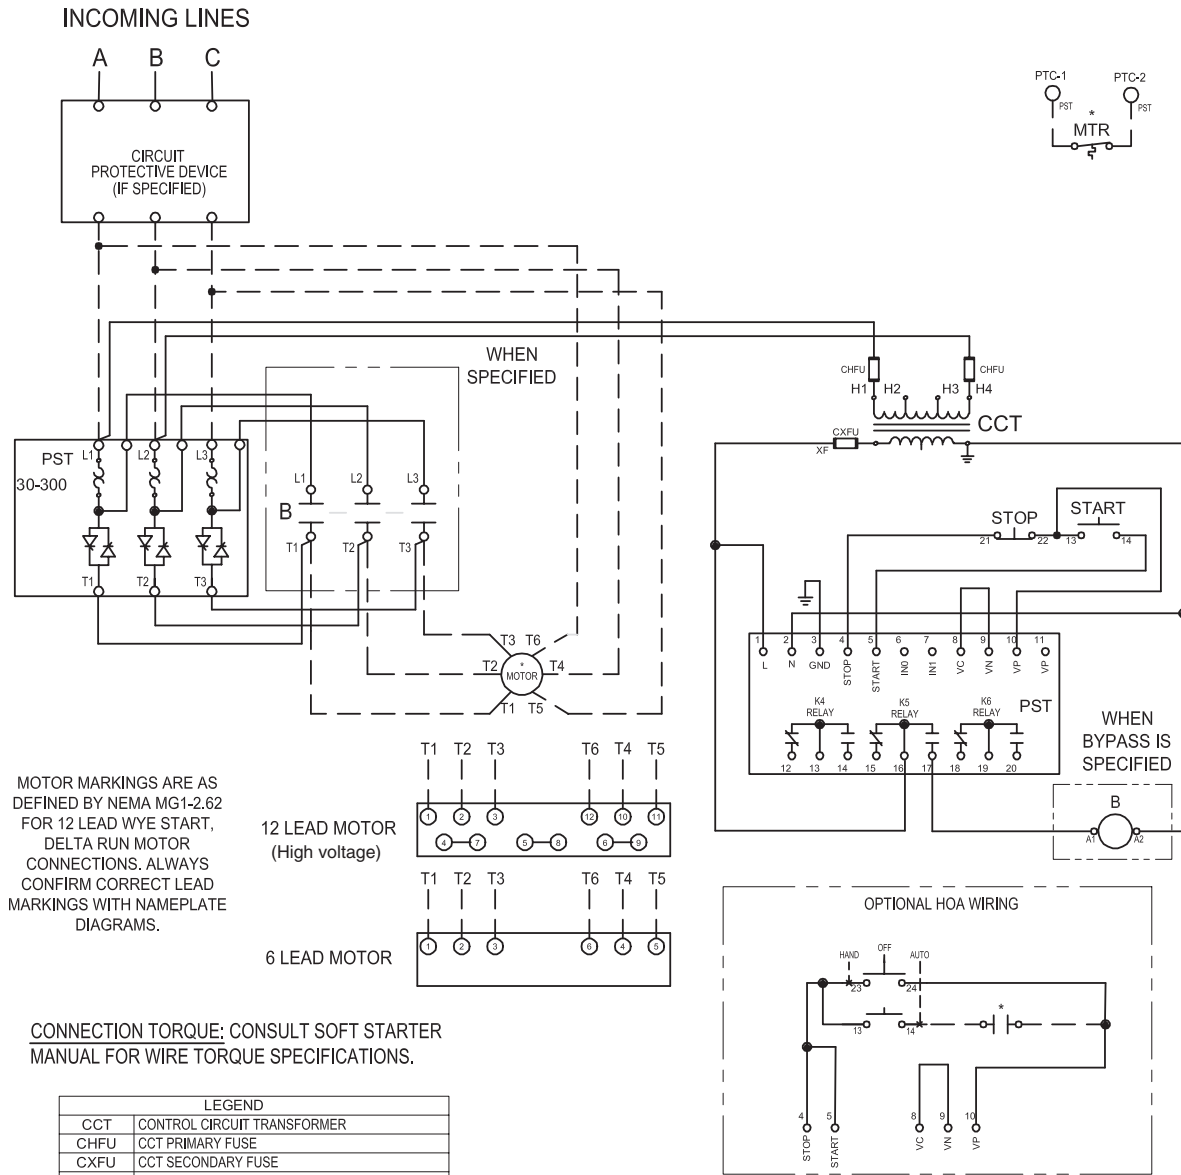 INCOMING LINES
A B C
CIRCUIT
PROTECTIVE DEVICE
(IF SPECIFIED)
PTC-1 PTC-2
PST PST
*
MTR
WHEN
SPECIFIED
CHFU CHFU
H1 H2 H3 H4
CCT
CXFU
XF
PST
30-300
L1 L2 L3
T1 T2 T3
L1 L2 L3
B
T1 T2 T3
STOP START
21 22 13 14
T3 T6
T2 * T4
MOTOR
T1 T5
1 2 3 4 5 6 7 8 9 10 11
L N GND STOP START IN0 IN1 VC VN VP VP
K4 RELAY K5 RELAY K6 RELAY
PST
12 13 14 15 16 17 18 19 20
WHEN
BYPASS IS
SPECIFIED
B
A1 A2
MOTOR MARKINGS ARE AS
DEFINED BY NEMA MG1-2.62
FOR 12 LEAD WYE START,
DELTA RUN MOTOR
CONNECTIONS. ALWAYS
CONFIRM CORRECT LEAD
MARKINGS WITH NAMEPLATE
DIAGRAMS.
T1 T2 T3 T6 T4 T5
12 LEAD MOTOR
(High voltage)
1 2 3 12 10 11
4 7 5 8 6 9
T1 T2 T3 T6 T4 T5
6 LEAD MOTOR
1 2 3 6 4 5
OPTIONAL HOA WIRING
HAND OFF AUTO
23 24
13 14 *
4 5 8 9 10
STOP START VC VN VP
CONNECTION TORQUE: CONSULT SOFT STARTER
MANUAL FOR WIRE TORQUE SPECIFICATIONS.
LEGEND
CCT CONTROL CIRCUIT TRANSFORMER
CHFU CCT PRIMARY FUSE
CXFU CCT SECONDARY FUSE